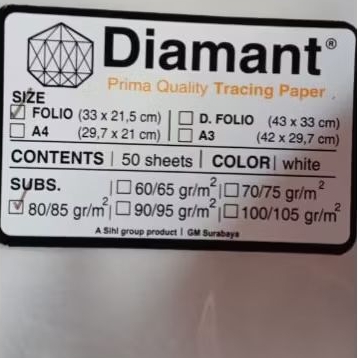 Diamant®
Prima Quality Tracing Paper
SIZE
FOLIO (33 x 21,5 cm) | D. FOLIO (43 x 33 cm)
A4 (29,7 x 21 cm) | A3 (42 x 29,7 cm)
CONTENTS | 50 sheets | COLOR | white
SUBS. | 60/65 gr/m² | 70/75 gr/m²
80/85 gr/m² | 90/95 gr/m² | 100/105 gr/m²
A Sihl group product | GM Surabaya